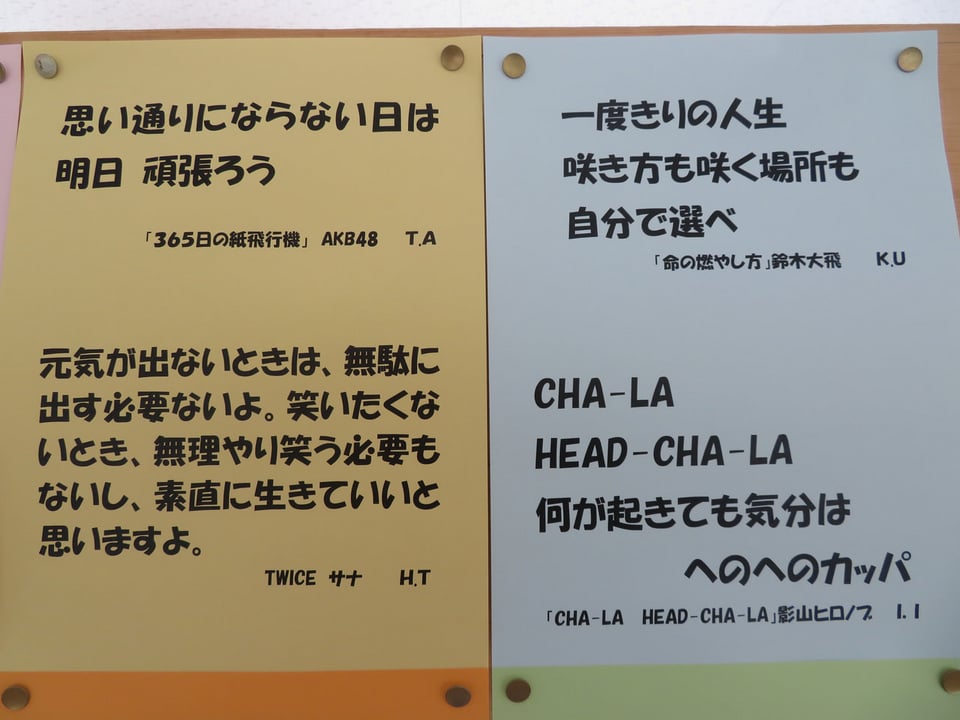 思い通りにならない日は
明日 頑張ろう
「365日の紙飛行機」 AKB48 T.A
元気が出ないときは、無駄に
出す必要ないよ。笑いたくな
いとき、無理やり笑う必要も
ないし、素直に生きていいと
思いますよ。
TWICE サナ H.T
一度きりの人生
咲き方も咲く場所も
自分で選べ
「命の燃やし方」鈴木大飛 K.U
CHA-LA
HEAD-CHA-LA
何が起きても気分は
へのへのカッパ
「CHA-LA HEAD-CHA-LA」影山ヒロノブ I.I